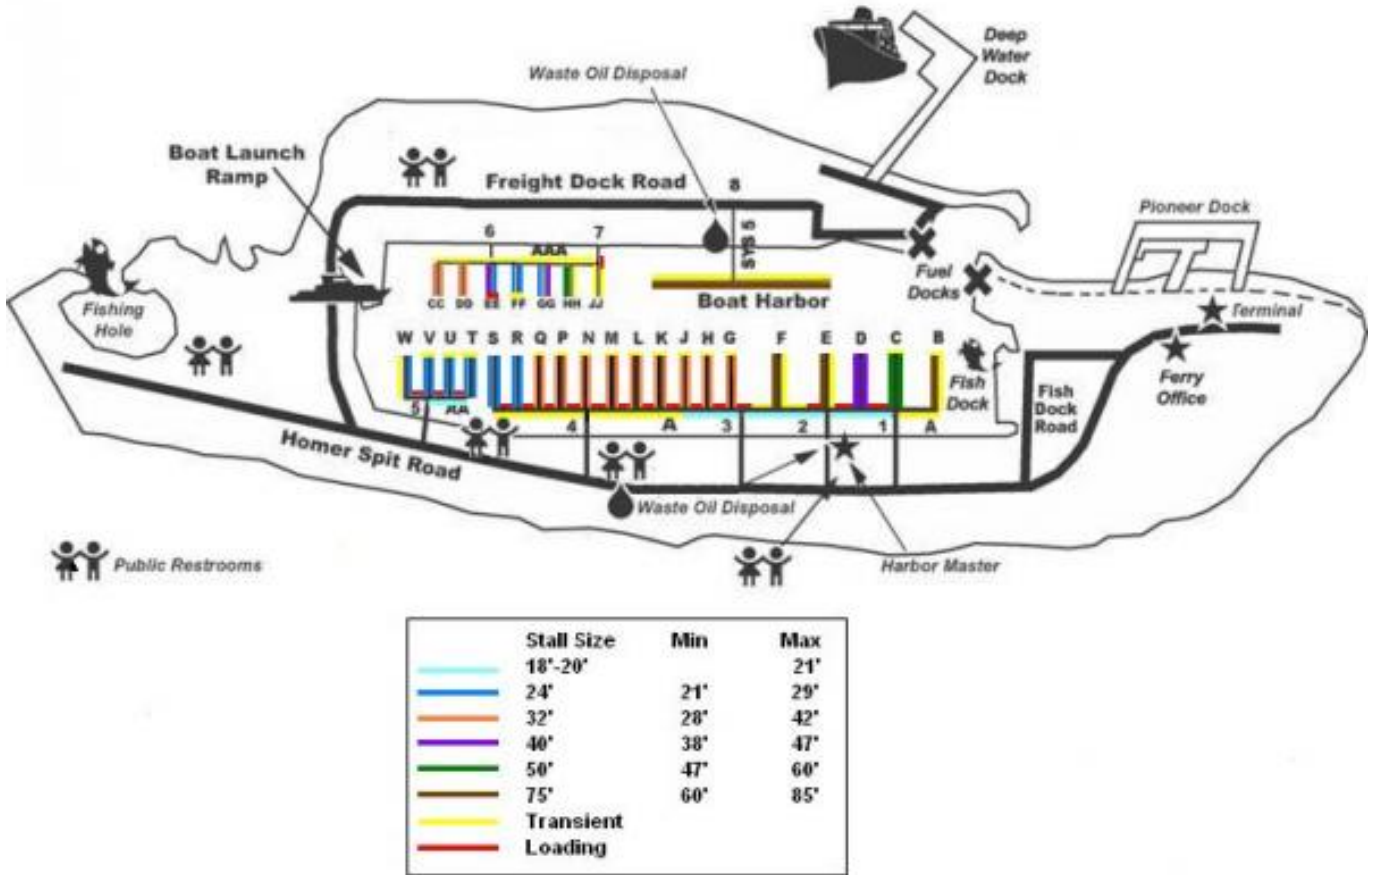 Deep
Water
Dock
Waste Oil Disposal
Boat Launch
Ramp
Freight Dock Road
8
Pioneer Dock
6
7
AAA
SYS 5
Fuel
Docks
Boat Harbor
CC DD EE FF GG HH JJ
Fishing
Hole
Terminal
W V U T S R Q P N M L K J H G F E D C B
Fish
Dock
Ferry
Office
Fish
Dock
Road
5 AA
4 A 3 2 1 A
Homer Spit Road
Waste Oil Disposal
Public Restrooms
Harbor Master
Stall Size Min Max
18'-20' 21'
24' 21' 29'
32' 28' 42'
40' 38' 47'
50' 47' 60'
75' 60' 85'
Transient
Loading